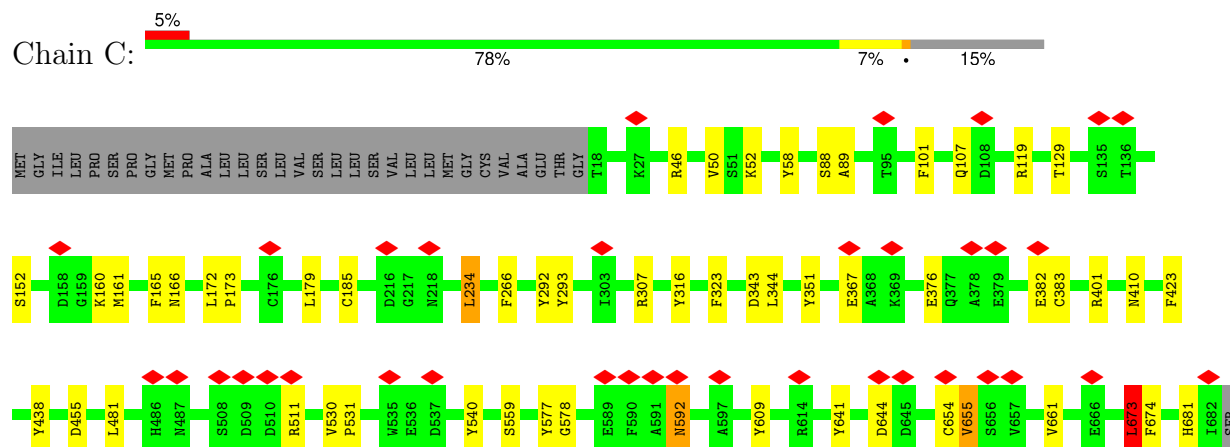 5%
Chain C:
78% 7% • 15%
MET GLY ILE LEU PRO SER PRO GLY MET PRO ALA LEU LEU SER LEU VAL SER LEU LEU SER VAL LEU LEU MET GLY CYS VAL ALA GLU THR GLY T18 K27 R46 V50 S51 K52 Y58 S88 A89 T95 F101 Q107 D108 R119 T129 S135 T136
S152 D158 G159 K160 M161 F165 N166 L172 P173 C176 L179 C185 D216 G217 N218 L234 F266 Y292 Y293 I303 R307 Y316 F323 D343 L344 Y351 E367 A368 K369 E376 Q377 A378 E379 E382 C383 R401 N410 F423
Y438 D455 L481 H486 N487 S508 D509 D510 R511 V530 P531 W535 E536 D537 Y540 S559 Y577 G578 E589 F590 A591 N592 A597 R614 Y609 Y641 D644 D645 C654 V655 S656 V657 V661 E666 L673 F674 H681 I682